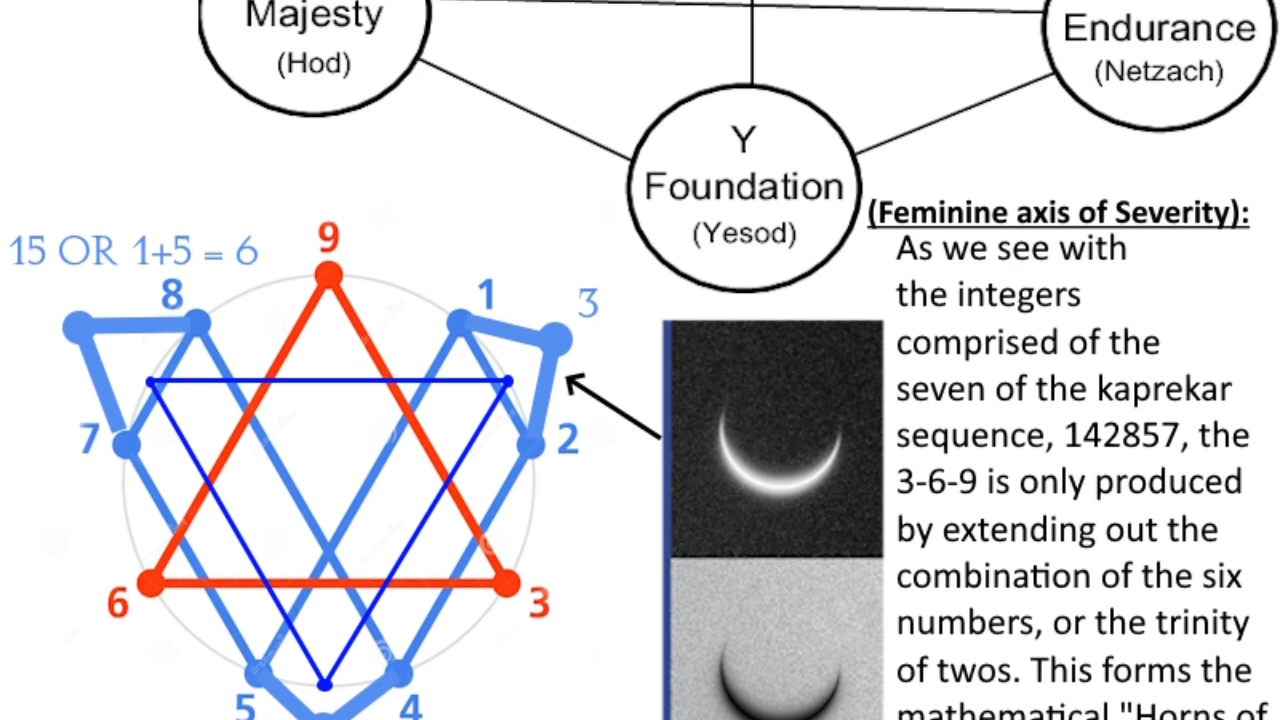 Majesty
(Hod)
Endurance
(Netzach)
Y
Foundation
(Yesod)
(Feminine axis of Severity):
As we see with
the integers
comprised of the
seven of the kaprekar
sequence, 142857, the
3-6-9 is only produced
by extending out the
combination of the six
numbers, or the trinity
of twos. This forms the
mathematical "Horns of
15 OR 1+5 = 6
9
8
1
3
7
2
6
3
5
4